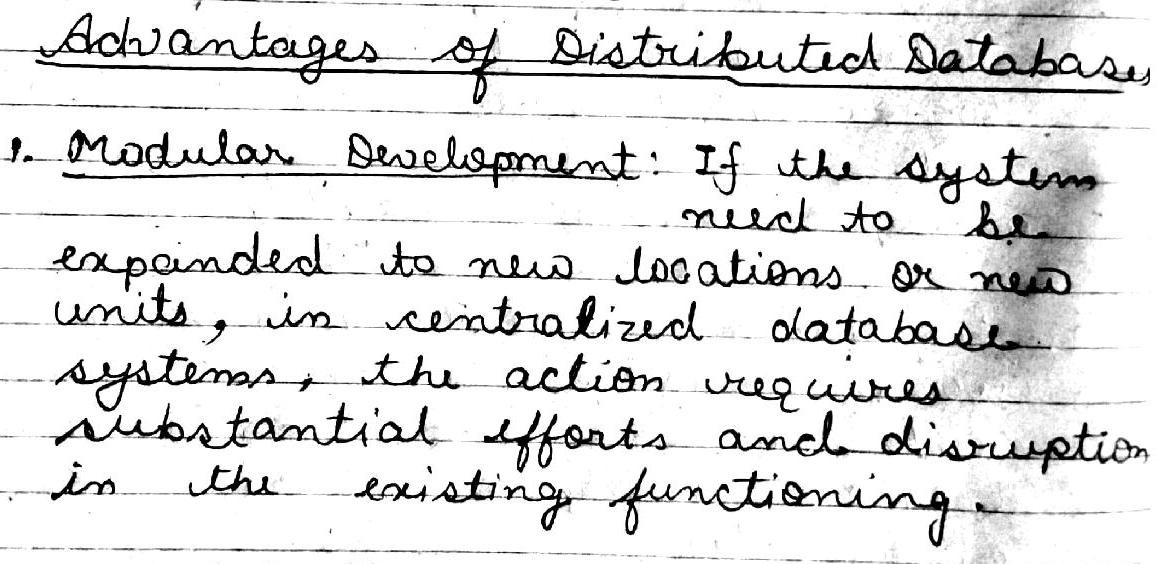 Advantages of Distributed Databases
1. Modular Development: If the system
need to be
expanded to new locations or new
units, in centralized database
systems, the action requires
substantial efforts and disruption
in the existing functioning.